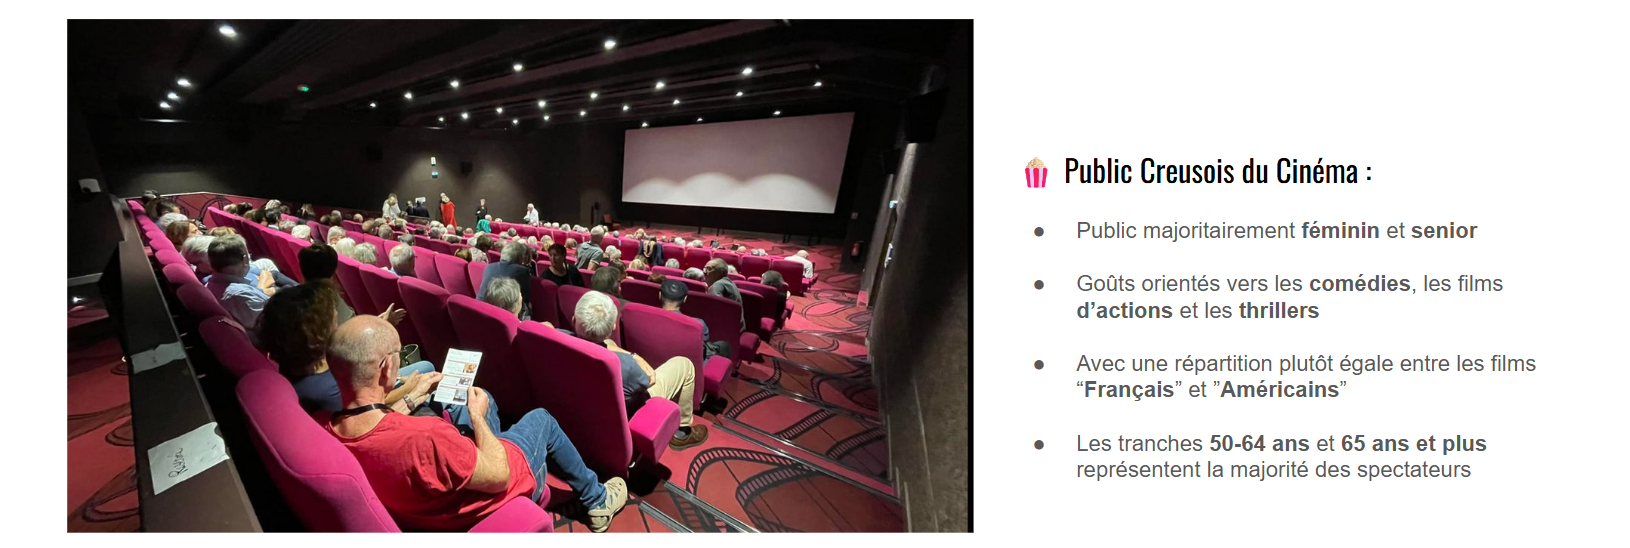 Public Creusois du Cinéma :
● Public majoritairement féminin et senior
● Goûts orientés vers les comédies, les films
d’actions et les thrillers
● Avec une répartition plutôt égale entre les films
“Français” et ”Américains”
● Les tranches 50-64 ans et 65 ans et plus
représentent la majorité des spectateurs